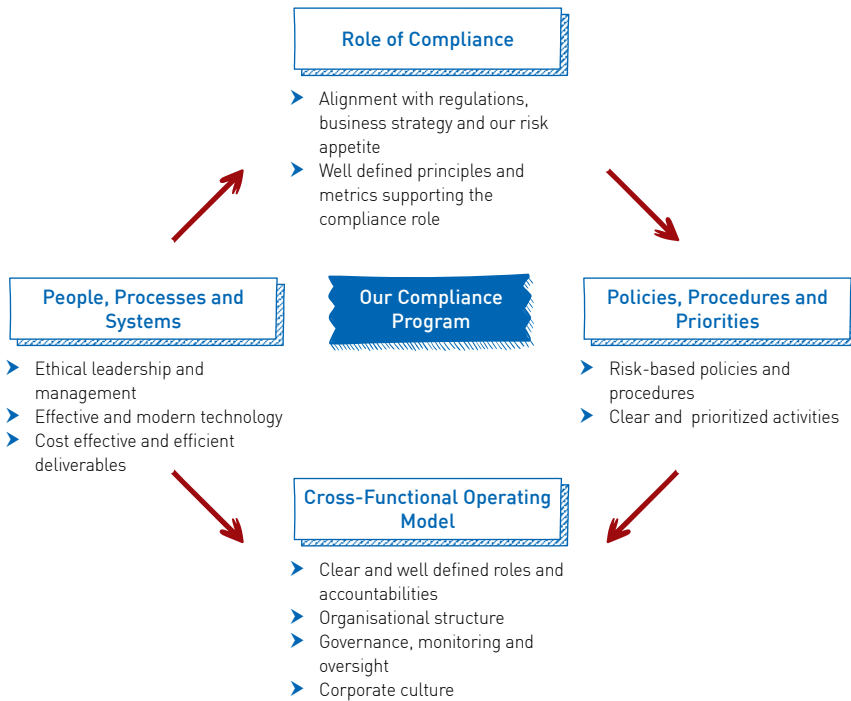 Role of Compliance
Alignment with regulations,
business strategy and our risk
appetite
Well defined principles and
metrics supporting the
compliance role
People, Processes and
Systems
Ethical leadership and
management
Effective and modern technology
Cost effective and efficient
deliverables
Our Compliance
Program
Policies, Procedures and
Priorities
Risk-based policies and
procedures
Clear and prioritized activities
Cross-Functional Operating
Model
Clear and well defined roles and
accountabilities
Organisational structure
Governance, monitoring and
oversight
Corporate culture